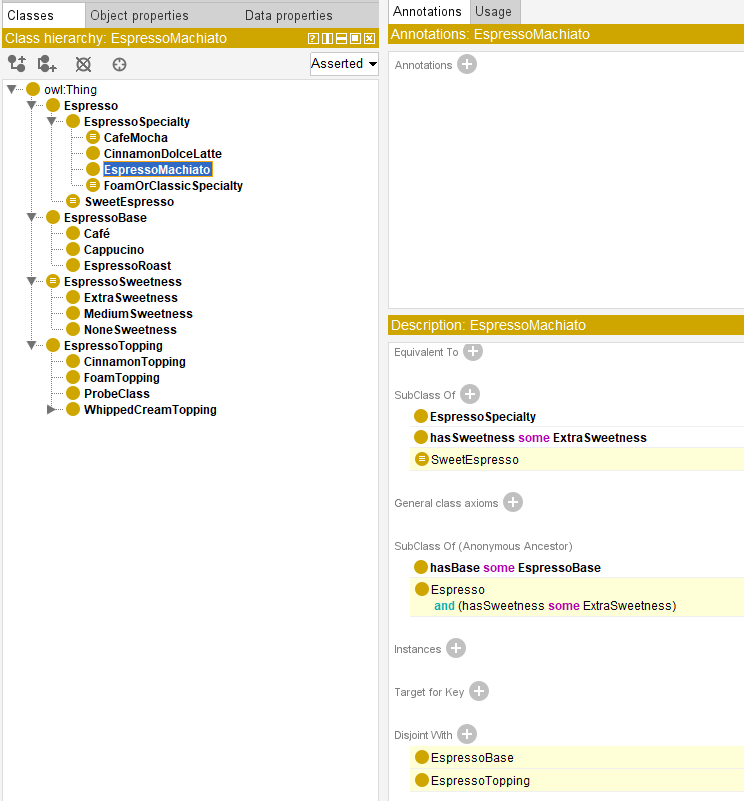 Classes
Object properties
Data properties
Class hierarchy: EspressoMachiato
Asserted
owl:Thing
Espresso
EspressoSpecialty
CafeMocha
CinnamonDolceLatte
EspressoMachiato
FoamOrClassicSpecialty
SweetEspresso
EspressoBase
Café
Cappucino
EspressoRoast
EspressoSweetness
ExtraSweetness
MediumSweetness
NoneSweetness
EspressoTopping
CinnamonTopping
FoamTopping
ProbeClass
WhippedCreamTopping
Annotations
Usage
Annotations: EspressoMachiato
Annotations
Description: EspressoMachiato
Equivalent To
SubClass Of
EspressoSpecialty
hasSweetness some ExtraSweetness
SweetEspresso
General class axioms
SubClass Of (Anonymous Ancestor)
hasBase some EspressoBase
Espresso
and (hasSweetness some ExtraSweetness)
Instances
Target for Key
Disjoint With
EspressoBase
EspressoTopping